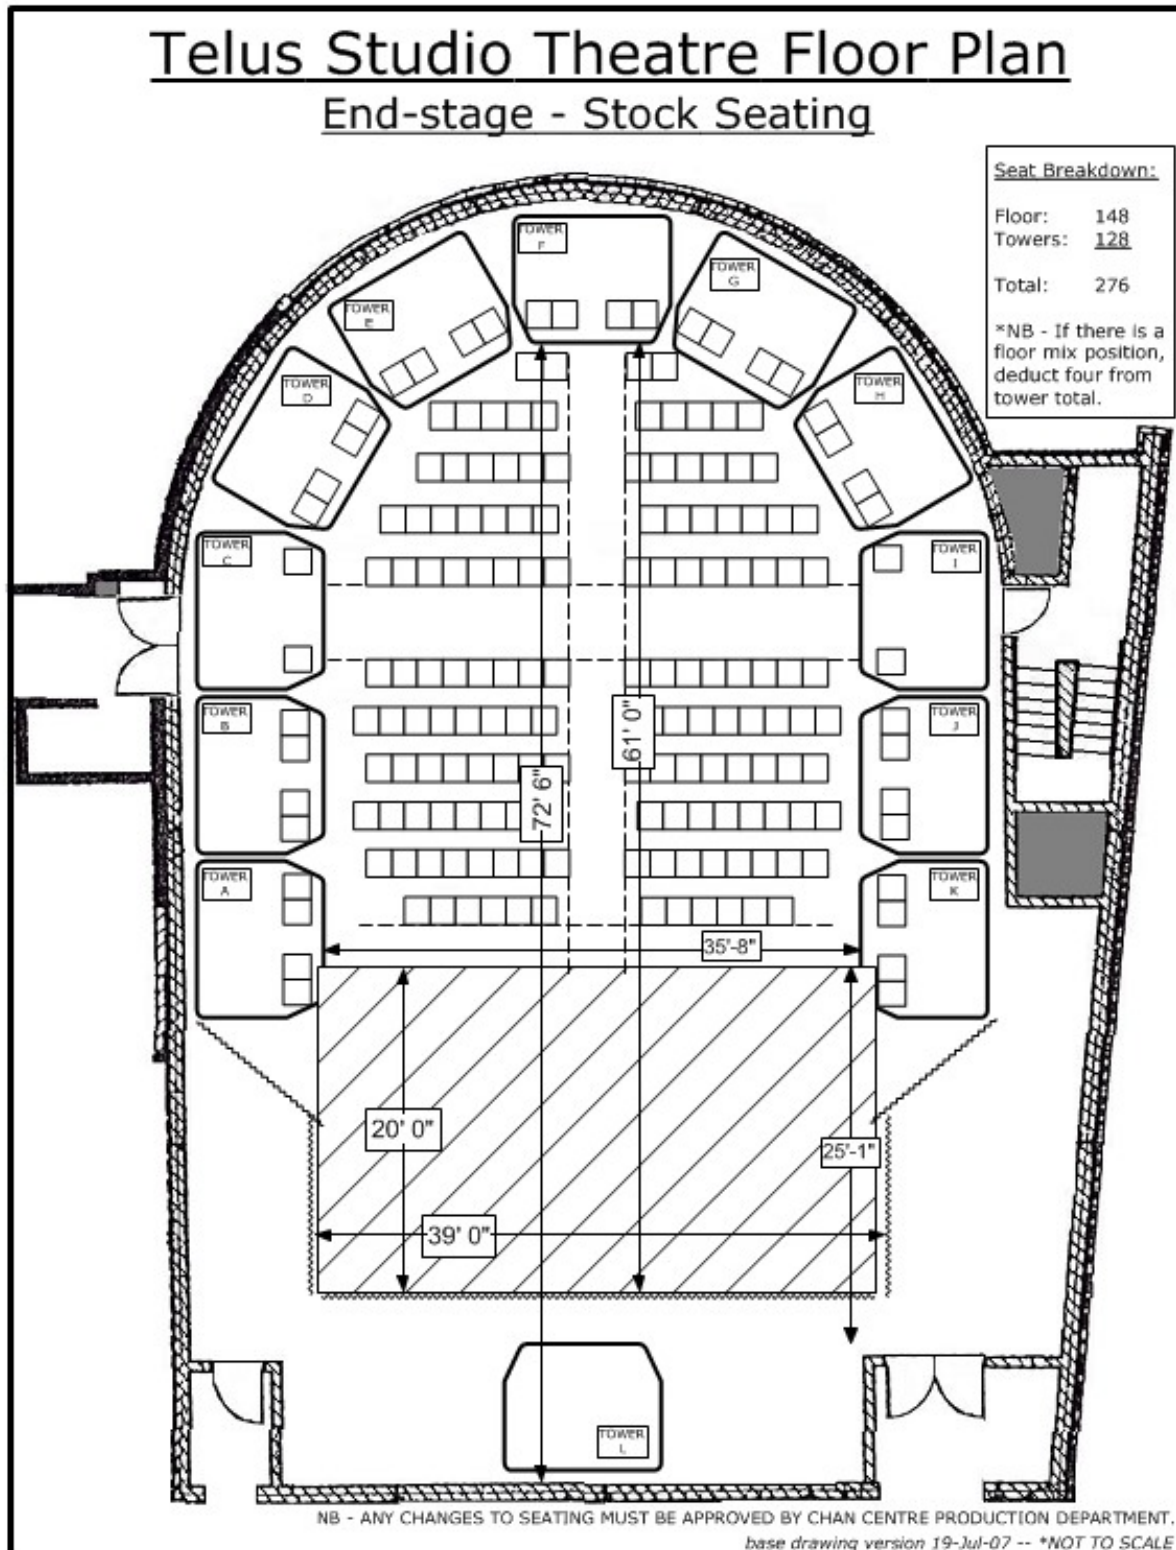 Telus Studio Theatre Floor Plan
End-stage - Stock Seating
Seat Breakdown:
Floor: 148
Towers: 128
Total: 276
*NB - If there is a
floor mix position,
deduct four from
tower total.
TOWER
F
TOWER
E
TOWER
G
TOWER
D
TOWER
H
TOWER
C
TOWER
I
TOWER
B
TOWER
J
61' 0"
72' 6"
TOWER
A
TOWER
K
35'-8"
20' 0"
25'-1"
39' 0"
TOWER
L
NB - ANY CHANGES TO SEATING MUST BE APPROVED BY CHAN CENTRE PRODUCTION DEPARTMENT.
base drawing version 19-Jul-07 -- *NOT TO SCALE